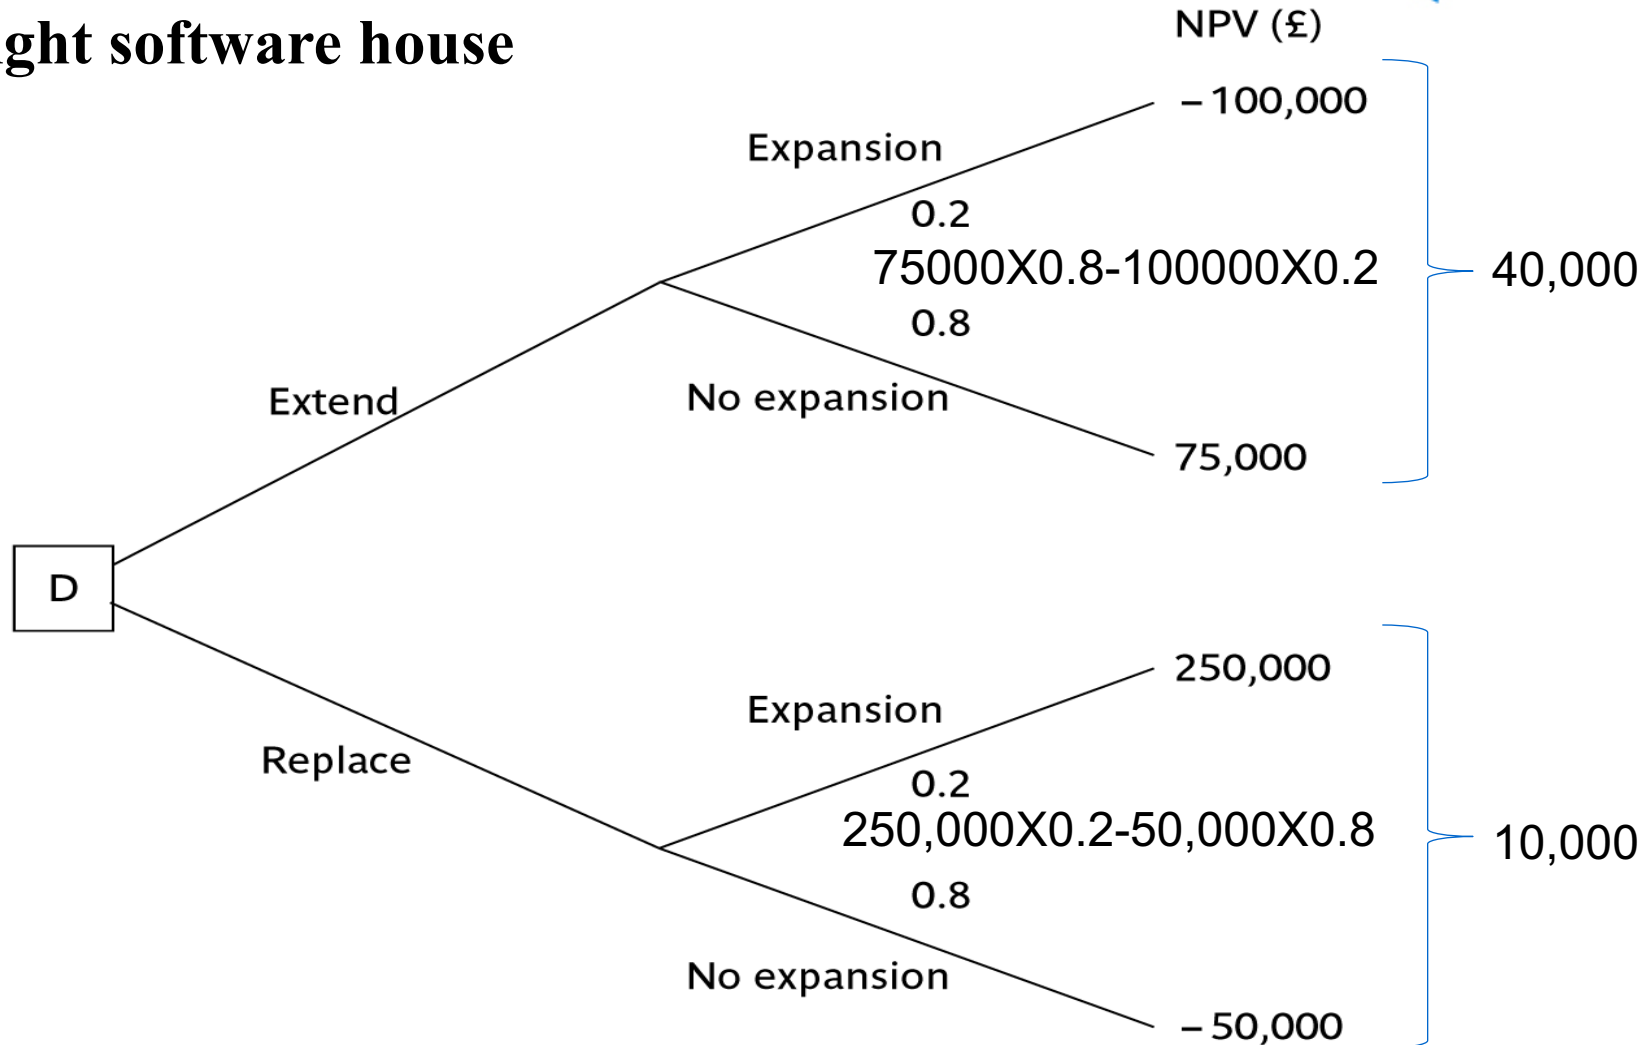 ght software house
NPV (£)
– 100,000
Expansion
0.2
75000X0.8-100000X0.2
40,000
0.8
Extend
No expansion
75,000
D
250,000
Expansion
Replace
0.2
250,000X0.2-50,000X0.8
10,000
0.8
No expansion
– 50,000